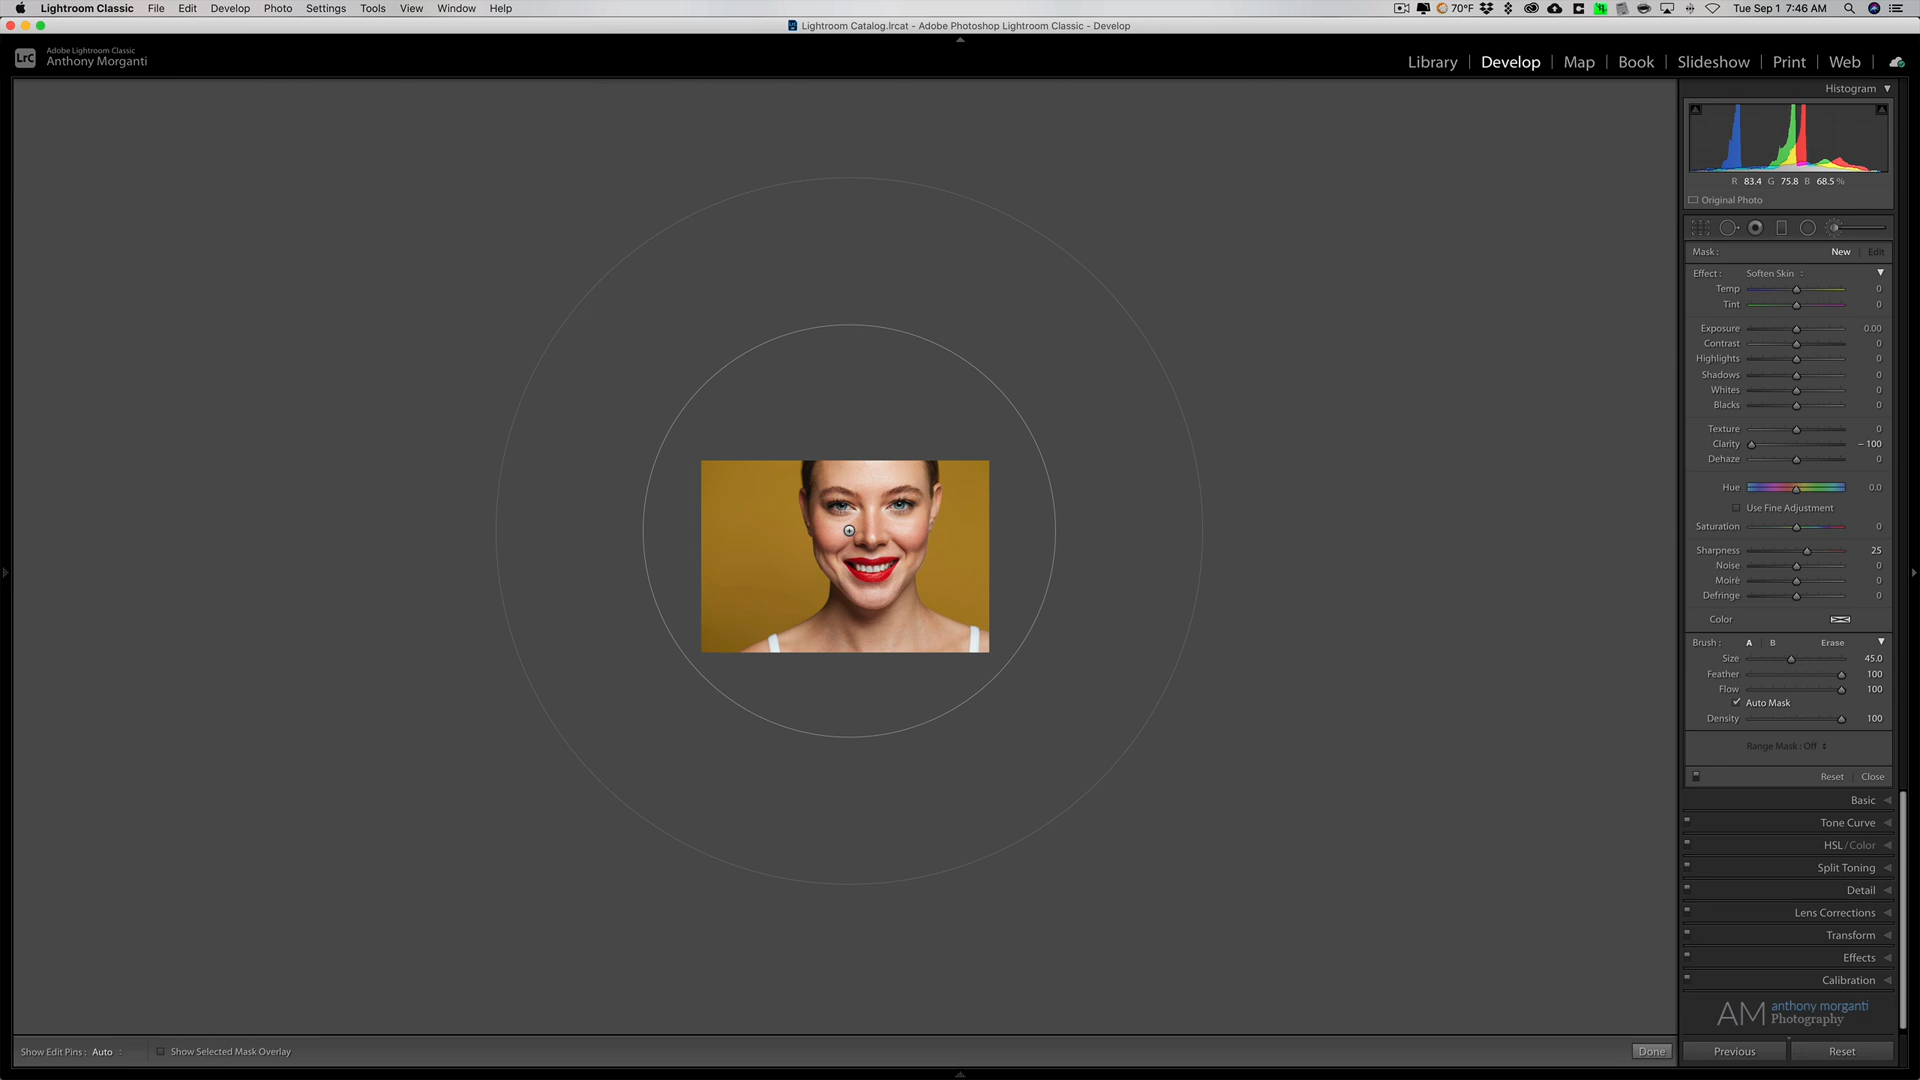 Lightroom Classic File Edit Develop Photo Settings Tools View Window Help 70°F Tue Sep 1 7:46 AM
Lightroom Catalog.lrcat - Adobe Photoshop Lightroom Classic - Develop
LrC Adobe Lightroom Classic
Anthony Morganti
Library | Develop | Map | Book | Slideshow | Print | Web
Histogram
R 83.4 G 75.8 B 68.5 %
Original Photo
Mask : New Edit
Effect : Soften Skin
Temp 0
Tint 0
Exposure 0.00
Contrast 0
Highlights 0
Shadows 0
Whites 0
Blacks 0
Texture 0
Clarity – 100
Dehaze 0
Hue 0.0
Use Fine Adjustment
Saturation 0
Sharpness 25
Noise 0
Moiré 0
Defringe 0
Color
Brush : A B Erase
Size 45.0
Feather 100
Flow 100
Auto Mask
Density 100
Range Mask : Off
Reset Close
Basic
Tone Curve
HSL / Color
Split Toning
Detail
Lens Corrections
Transform
Effects
Calibration
AM anthony morganti
Photography
Show Edit Pins : Auto Show Selected Mask Overlay Done Previous Reset